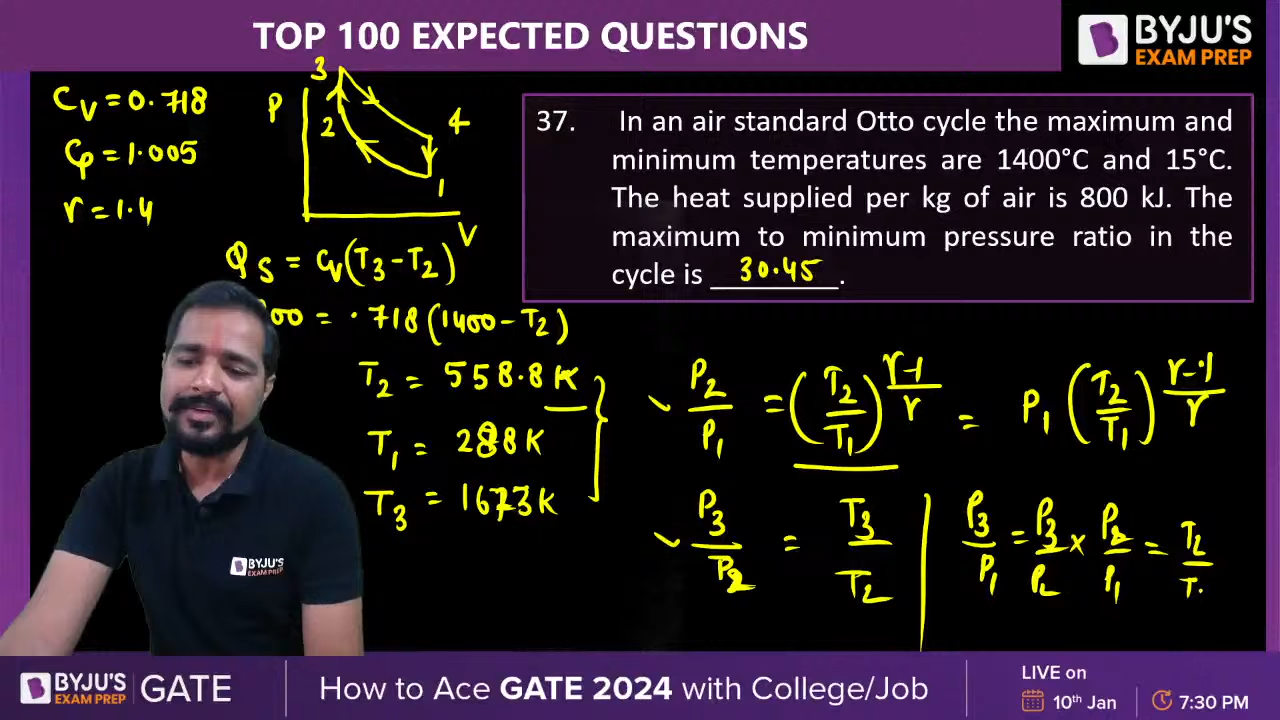 TOP 100 EXPECTED QUESTIONS
BYJU'S
EXAM PREP
Cv = 0.718
Cp = 1.005
r = 1.4
P
3
2
4
1
V
37. In an air standard Otto cycle the maximum and
minimum temperatures are 1400°C and 15°C.
The heat supplied per kg of air is 800 kJ. The
maximum to minimum pressure ratio in the
cycle is 30.45.
Qs = Cv(T3-T2)
00 = .718(1400-T2)
T2 = 558.8K
T1 = 288K
T3 = 1673K
P2/P1 = (T2/T1)^(r-1/r) = P1(T2/T1)^(r-1/r)
P3/P2 = T3/T2
P3/P1 = P3/P2 × P2/P1 = T2/T
BYJU'S
EXAM PREP
BYJU'S
EXAM PREP
GATE
How to Ace GATE 2024 with College/Job
LIVE on
10th Jan
7:30 PM